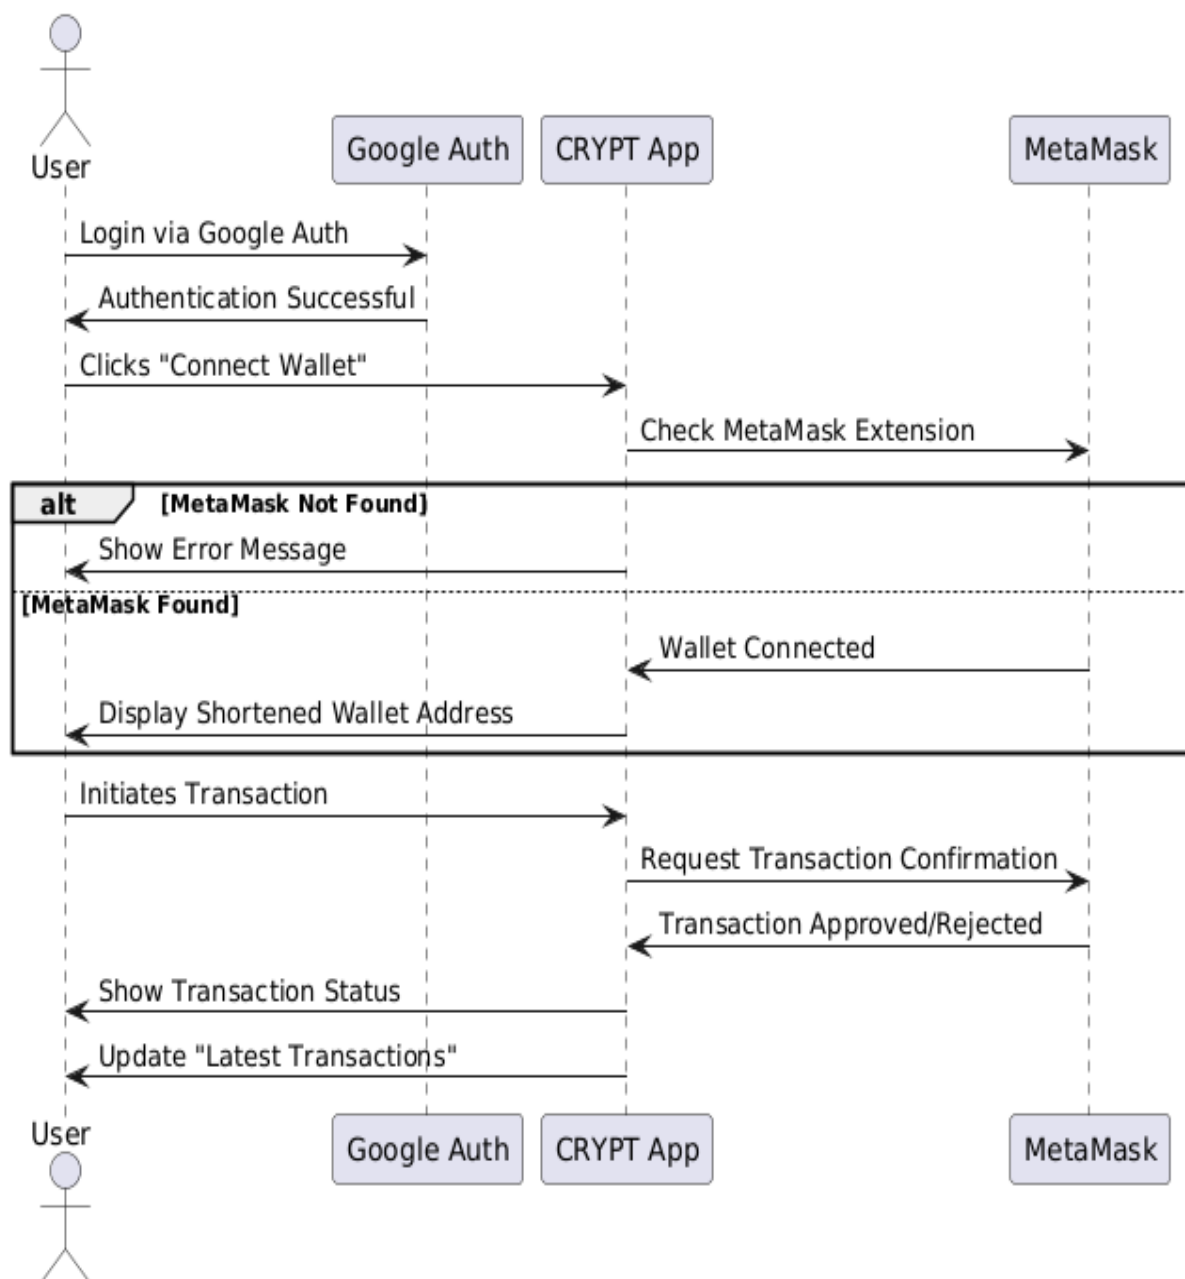 User
Google Auth
CRYPT App
MetaMask
Login via Google Auth
Authentication Successful
Clicks "Connect Wallet"
Check MetaMask Extension
alt
[MetaMask Not Found]
Show Error Message
[MetaMask Found]
Wallet Connected
Display Shortened Wallet Address
Initiates Transaction
Request Transaction Confirmation
Transaction Approved/Rejected
Show Transaction Status
Update "Latest Transactions"
User
Google Auth
CRYPT App
MetaMask